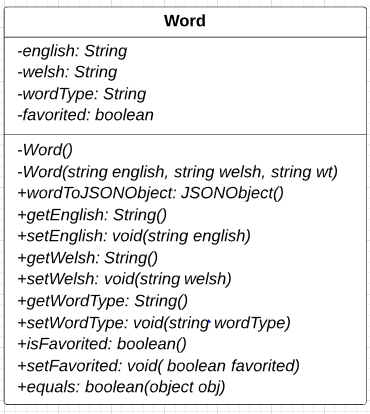 Word
-english: String
-welsh: String
-wordType: String
-favorited: boolean
-Word()
-Word(string english, string welsh, string wt)
+wordToJSONObject: JSONObject()
+getEnglish: String()
+setEnglish: void(string english)
+getWelsh: String()
+setWelsh: void(string welsh)
+getWordType: String()
+setWordType: void(string wordType)
+isFavorited: boolean()
+setFavorited: void( boolean favorited)
+equals: boolean(object obj)